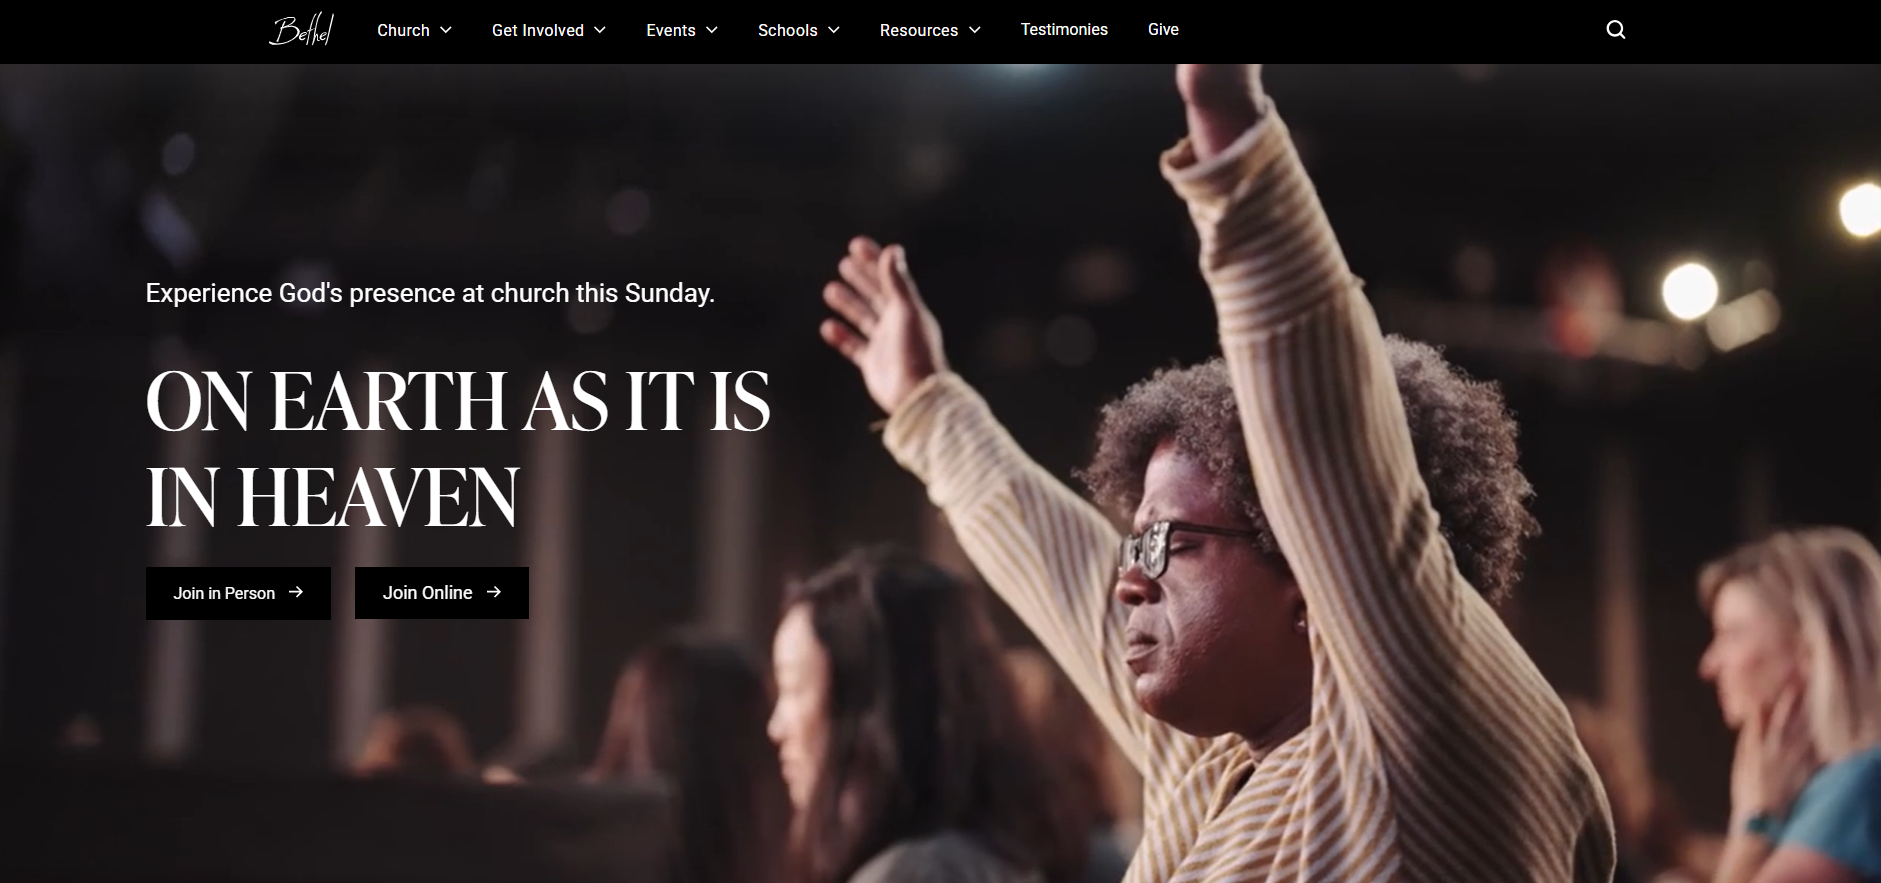 Bethel
Church Get Involved Events Schools Resources Testimonies Give
Experience God's presence at church this Sunday.
ON EARTH AS IT IS
IN HEAVEN
Join in Person → Join Online →